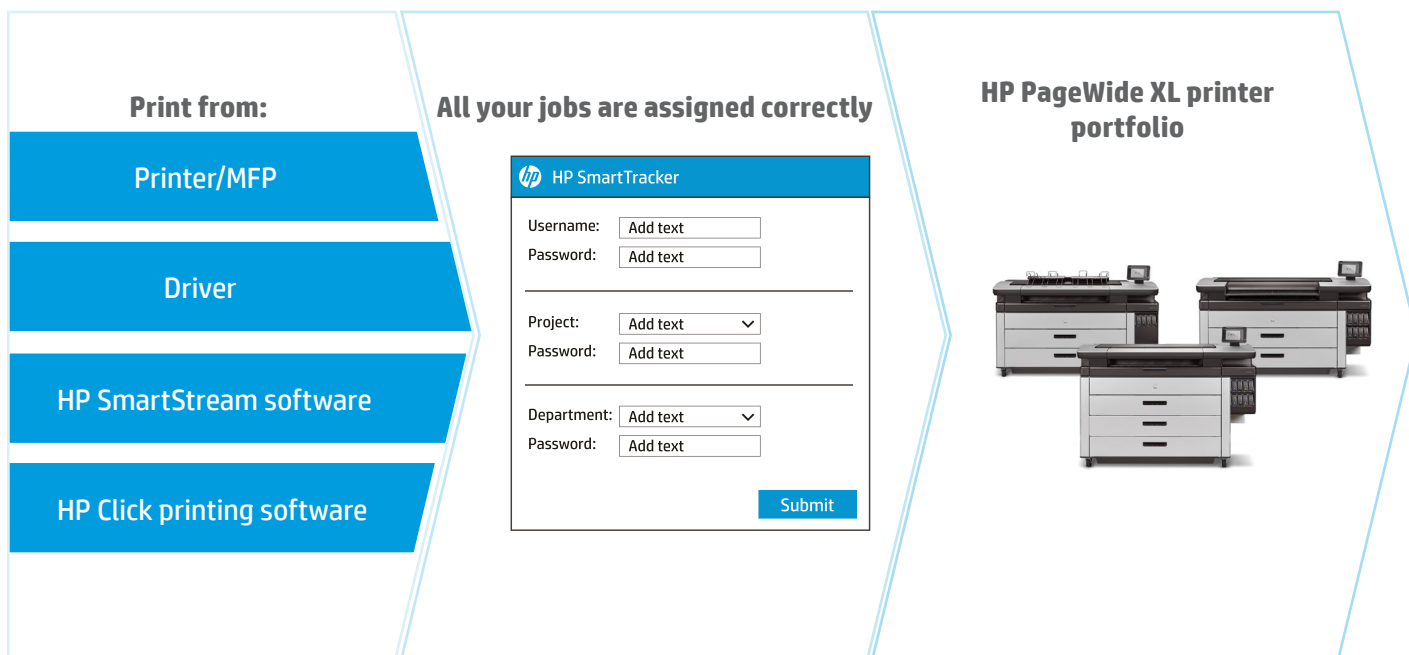 Print from:
Printer/MFP
Driver
HP SmartStream software
HP Click printing software
All your jobs are assigned correctly
hp HP SmartTracker
Username: Add text
Password: Add text
Project: Add text
Password: Add text
Department: Add text
Password: Add text
Submit
HP PageWide XL printer
portfolio